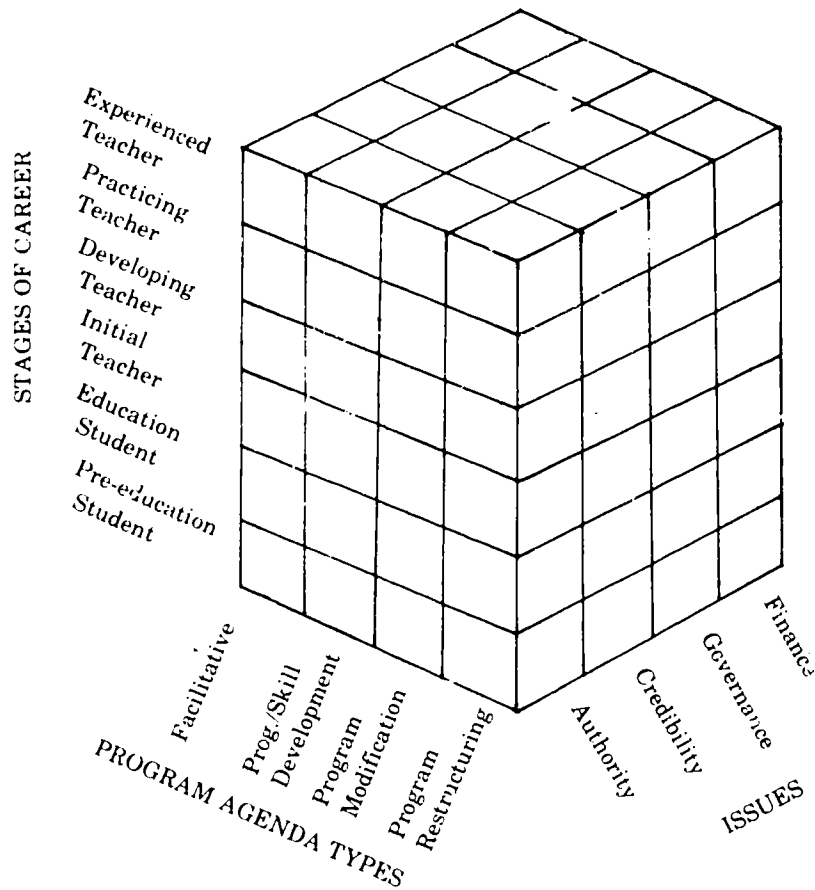 STAGES OF CAREER
Experienced
Teacher
Practicing
Teacher
Developing
Teacher
Initial
Teacher
Education
Student
Pre-education
Student
Facilitative
Prog./Skill
Development
Program
Modification
Program
Restructuring
PROGRAM AGENDA TYPES
Authority
Credibility
Governance
Finance
ISSUES